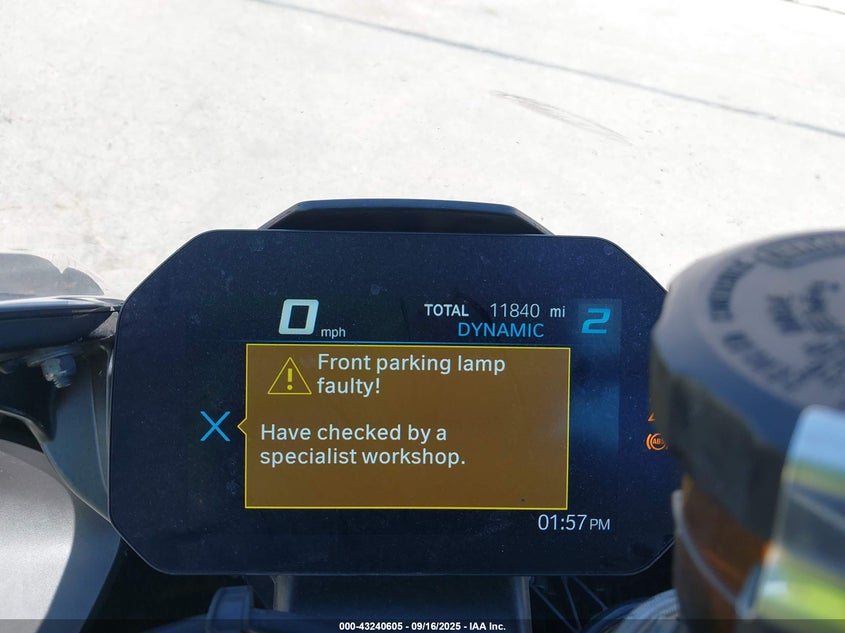 0 mph
TOTAL 11840 mi
DYNAMIC
2
Front parking lamp
faulty!
Have checked by a
specialist workshop.
ABS
01:57 PM
000-43240605 - 09/16/2025 - IAA Inc.